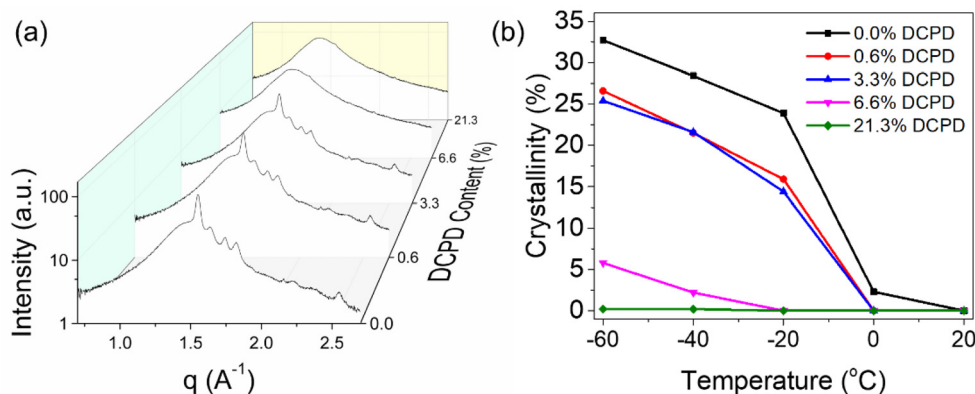 (a)
Intensity (a.u.)
100
10
1
1.0
1.5
2.0
2.5
q (A⁻¹)
0.0
0.6
3.3
6.6
21.3
DCPD Content (%)
(b)
Crystallinity (%)
35
30
25
20
15
10
5
0
-60
-40
-20
0
20
Temperature (°C)
0.0% DCPD
0.6% DCPD
3.3% DCPD
6.6% DCPD
21.3% DCPD